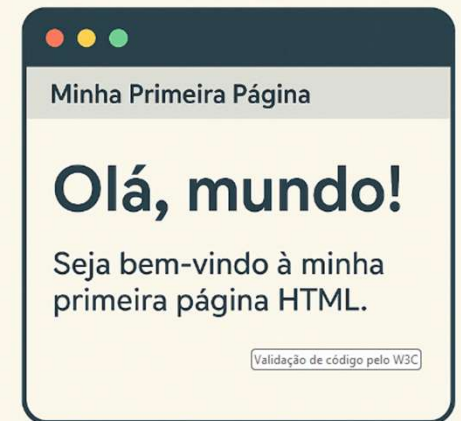 Minha Primeira Página
Olá, mundo!
Seja bem-vindo à minha
primeira página HTML.
Validação de código pelo W3C